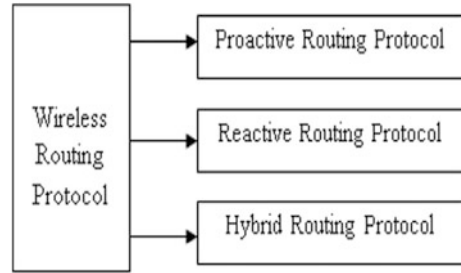 Wireless
Routing
Protocol
Proactive Routing Protocol
Reactive Routing Protocol
Hybrid Routing Protocol